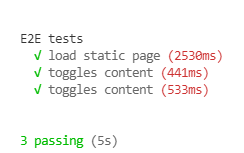 E2E tests
√ load static page (2530ms)
√ toggles content (441ms)
√ toggles content (533ms)
3 passing (5s)